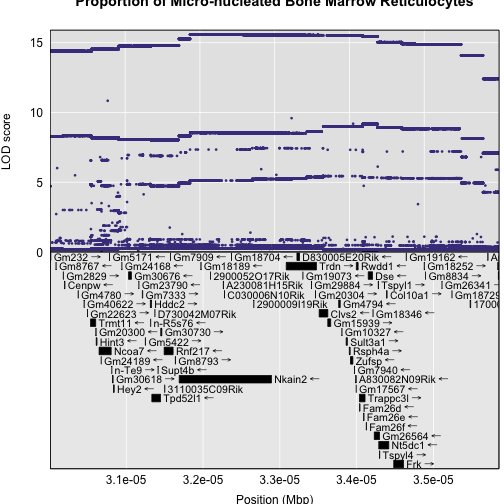 Proportion of Micro-nucleated Bone Marrow Reticulocytes
LOD score
15
10
5
0
Gm232 → Gm5171 ← Gm7909 ← Gm18704 ← D830005E20Rik ← Gm19162 ←
Gm8767 ← Gm24168 ← Gm18189 ← Trdn → Rwdd1 ← Gm18252 ←
Gm2829 → Gm30676 ← 2900052O17Rik Gm19073 ← Dse ← Gm8834 →
Cenpw ← Gm23790 ← A230081H15Rik Gm29884 → Tspyl1 ← Gm26341
Gm4780 → Gm7333 ← C030006N10Rik Gm20304 ← Col10a1 ← Gm18729
Gm40622 ← Hddc2 ← 2900091I19Rik Gm4794 ← 1700
Gm22623 ← D730042M07Rik Clvs2 ← Gm18346 ←
Trmt11 ← n-R5s76 ← Gm15939 →
Gm20300 ← Gm30730 ← Gm10327 ←
Hint3 ← Gm5422 ← Sult3a1 ←
Ncoa7 ← Rnf217 ← Rsph4a →
Gm24189 ← Gm8793 ← Zufsp ←
n-Te9 ← Supt4b ← Gm7940 ←
Gm30618 ← Nkain2 ← A830082N09Rik
Hey2 ← 3110035C09Rik Gm17567 ←
Tpd52l1 ← Trappc3l →
Fam26d ←
Fam26e ←
Fam26f ←
Gm26564 ←
Nt5dc1 ←
Tspyl4 ←
Frk →
3.1e-05 3.2e-05 3.3e-05 3.4e-05 3.5e-05
Position (Mbp)